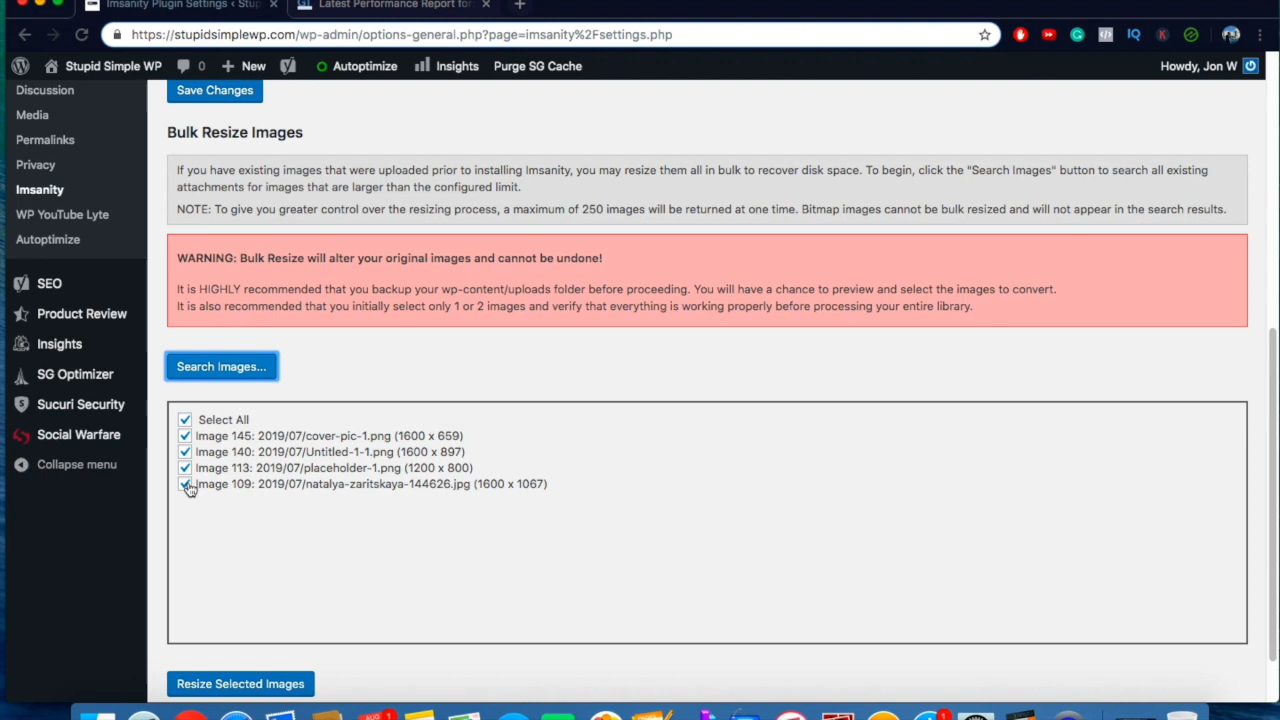 Imsanity Plugin Settings ‹ Stup
Latest Performance Report for
https://stupidsimplewp.com/wp-admin/options-general.php?page=imsanity%2Fsettings.php
Stupid Simple WP
0
New
Autoptimize
Insights
Purge SG Cache
Howdy, Jon W
Discussion
Media
Permalinks
Privacy
Imsanity
WP YouTube Lyte
Autoptimize
SEO
Product Review
Insights
SG Optimizer
Sucuri Security
Social Warfare
Collapse menu
Save Changes
Bulk Resize Images
If you have existing images that were uploaded prior to installing Imsanity, you may resize them all in bulk to recover disk space. To begin, click the "Search Images" button to search all existing
attachments for images that are larger than the configured limit.
NOTE: To give you greater control over the resizing process, a maximum of 250 images will be returned at one time. Bitmap images cannot be bulk resized and will not appear in the search results.
WARNING: Bulk Resize will alter your original images and cannot be undone!
It is HIGHLY recommended that you backup your wp-content/uploads folder before proceeding. You will have a chance to preview and select the images to convert.
It is also recommended that you initially select only 1 or 2 images and verify that everything is working properly before processing your entire library.
Search Images...
Select All
Image 145: 2019/07/cover-pic-1.png (1600 x 659)
Image 140: 2019/07/Untitled-1-1.png (1600 x 897)
Image 113: 2019/07/placeholder-1.png (1200 x 800)
Image 109: 2019/07/natalya-zaritskaya-144626.jpg (1600 x 1067)
Resize Selected Images
AUG
1
1